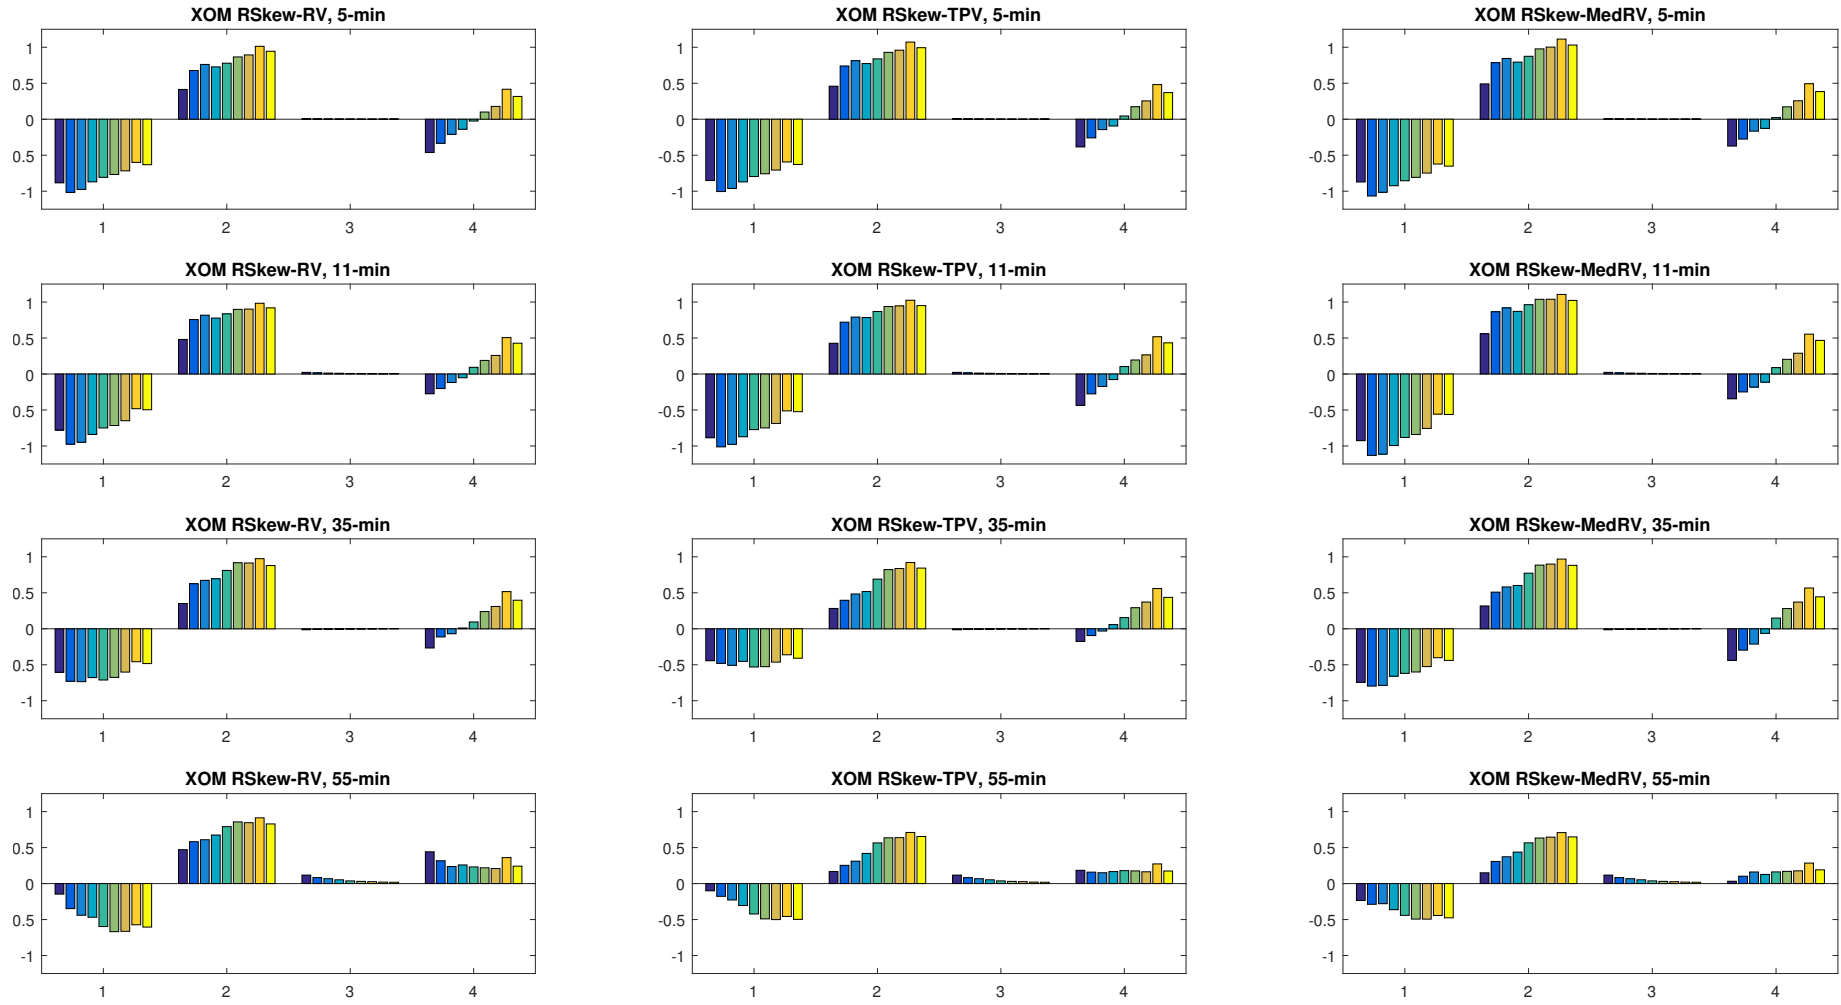 XOM RSkew-RV, 5-min
1
0.5
0
0.5
-1
1 2 3 4
XOM RSkew-TPV, 5-min
1
0.5
0
-0.5
-1
1 2 3 4
XOM RSkew-MedRV, 5-min
1
0.5
0
-0.5
-1
1 2 3 4
XOM RSkew-RV, 11-min
1
0.5
0
0.5
-1
1 2 3 4
XOM RSkew-TPV, 11-min
1
0.5
0
-0.5
-1
1 2 3 4
XOM RSkew-MedRV, 11-min
1
0.5
0
-0.5
-1
1 2 3 4
XOM RSkew-RV, 35-min
1
0.5
0
0.5
-1
1 2 3 4
XOM RSkew-TPV, 35-min
1
0.5
0
-0.5
-1
1 2 3 4
XOM RSkew-MedRV, 35-min
1
0.5
0
-0.5
-1
1 2 3 4
XOM RSkew-RV, 55-min
1
0.5
0
0.5
-1
1 2 3 4
XOM RSkew-TPV, 55-min
1
0.5
0
-0.5
-1
1 2 3 4
XOM RSkew-MedRV, 55-min
1
0.5
0
-0.5
-1
1 2 3 4